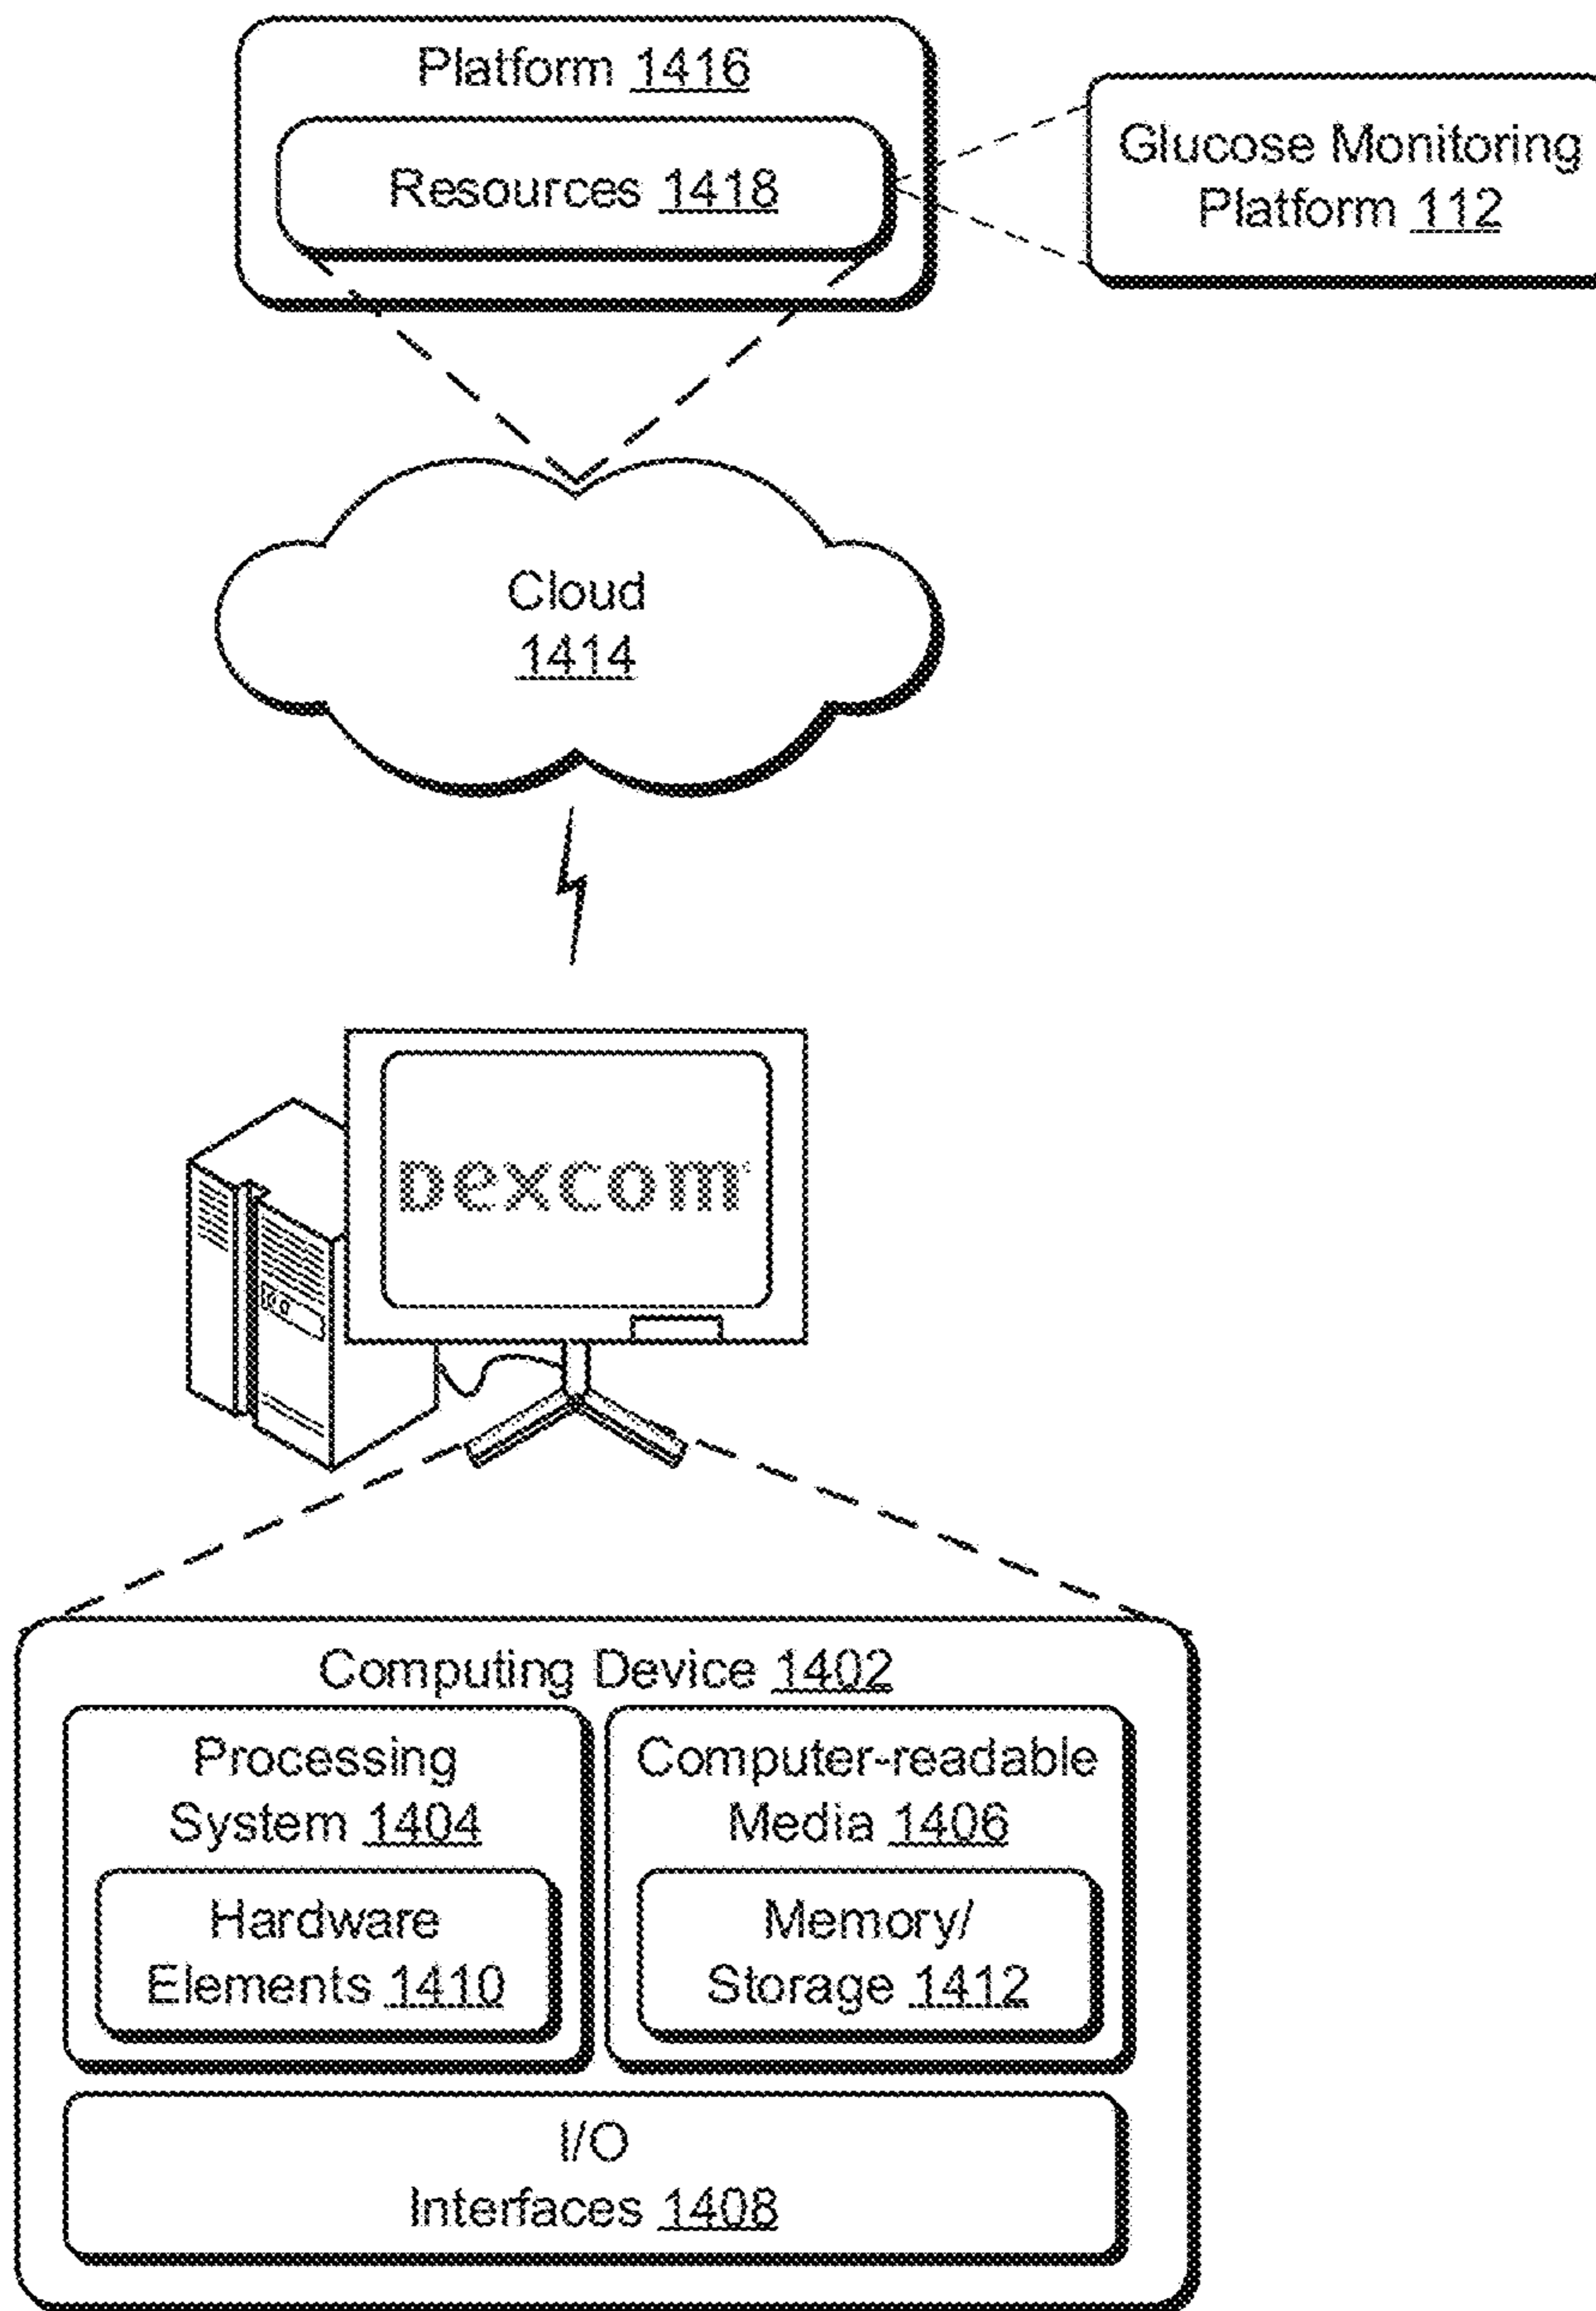 Platform 1416
Resources 1418
Glucose Monitoring
Platform 112
Cloud
1414
Dexcom
Computing Device 1402
Processing
System 1404
Hardware
Elements 1410
Computer-readable
Media 1406
Memory/
Storage 1412
I/O
Interfaces 1408